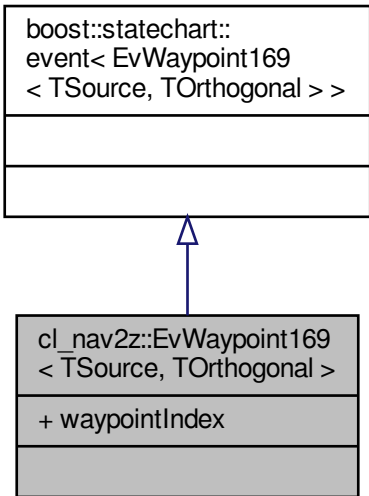 boost::statechart::
event< EvWaypoint169
< TSource, TOrthogonal > >
cl_nav2z::EvWaypoint169
< TSource, TOrthogonal >
+ waypointIndex